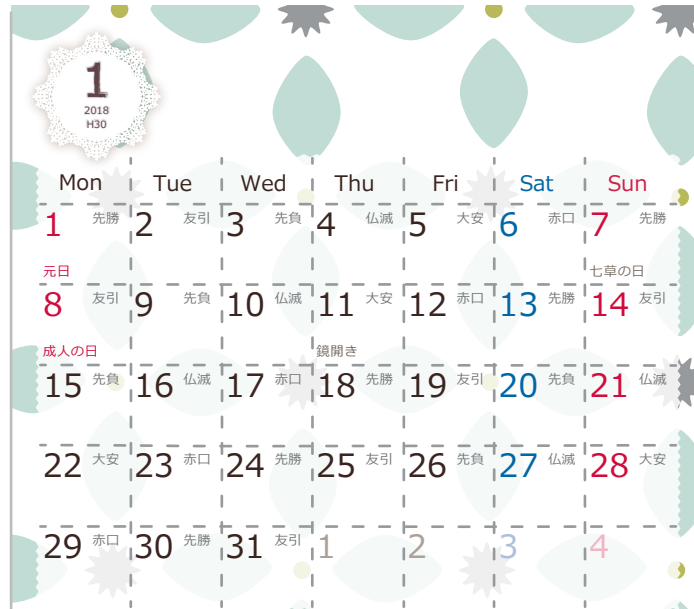 1
2018
H30
Mon Tue Wed Thu Fri Sat Sun
1 先勝 2 友引 3 先負 4 仏滅 5 大安 6 赤口 7 先勝
元日 七草の日
8 友引 9 先負 10 仏滅 11 大安 12 赤口 13 先勝 14 友引
成人の日 鏡開き
15 先負 16 仏滅 17 赤口 18 先勝 19 友引 20 先負 21 仏滅
22 大安 23 赤口 24 先勝 25 友引 26 先負 27 仏滅 28 大安
29 赤口 30 先勝 31 友引 1 2 3 4